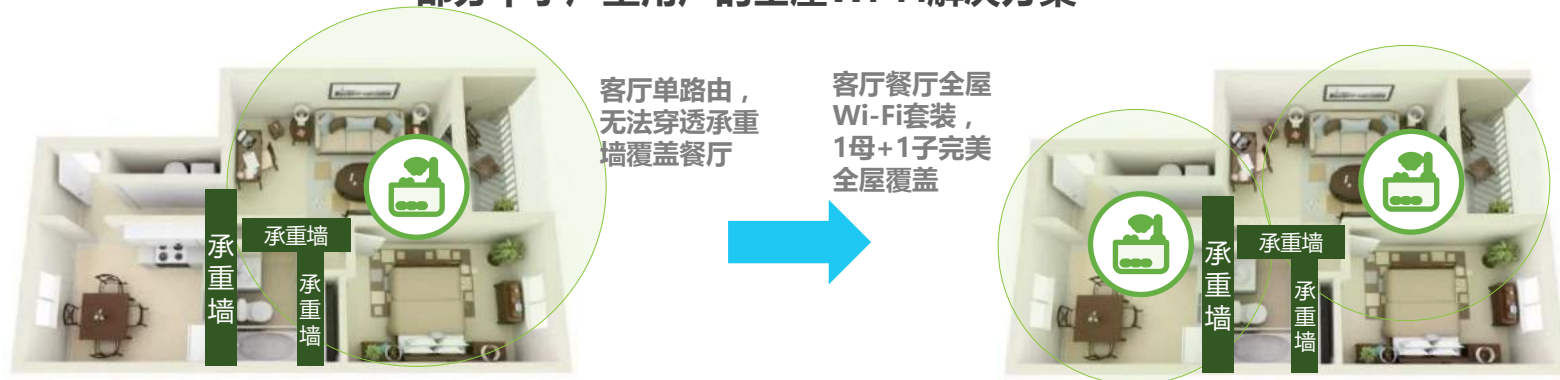 客厅单路由，
无法穿透承重
墙覆盖餐厅
客厅餐厅全屏
Wi-Fi套装，
1母+1子完美
全屋覆盖
承重墙
承重墙
承重墙
承重墙
承重墙
承重墙